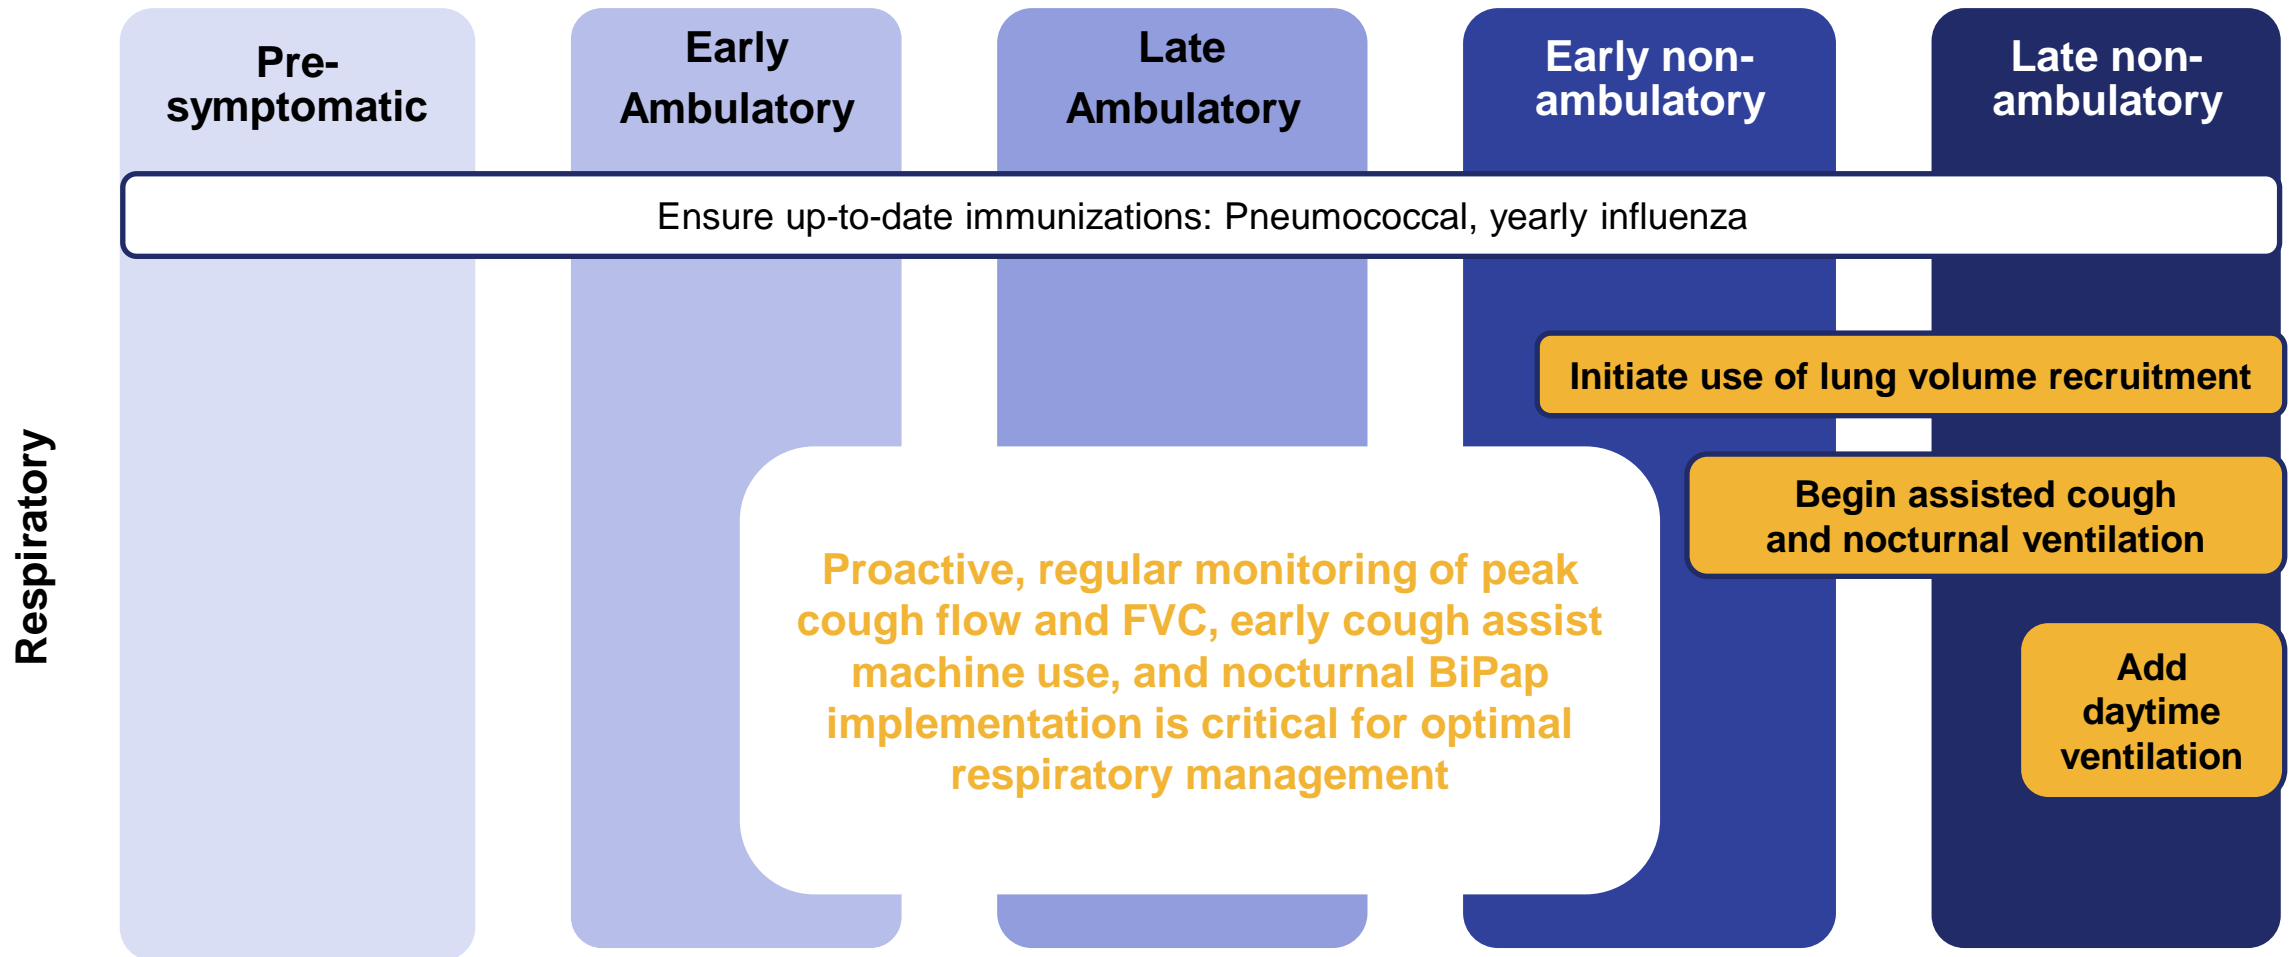 Pre-
symptomatic
Early
Ambulatory
Late
Ambulatory
Early non-
ambulatory
Late non-
ambulatory
Ensure up-to-date immunizations: Pneumococcal, yearly influenza
Respiratory
Initiate use of lung volume recruitment
Begin assisted cough
and nocturnal ventilation
Proactive, regular monitoring of peak
cough flow and FVC, early cough assist
machine use, and nocturnal BiPap
implementation is critical for optimal
respiratory management
Add
daytime
ventilation